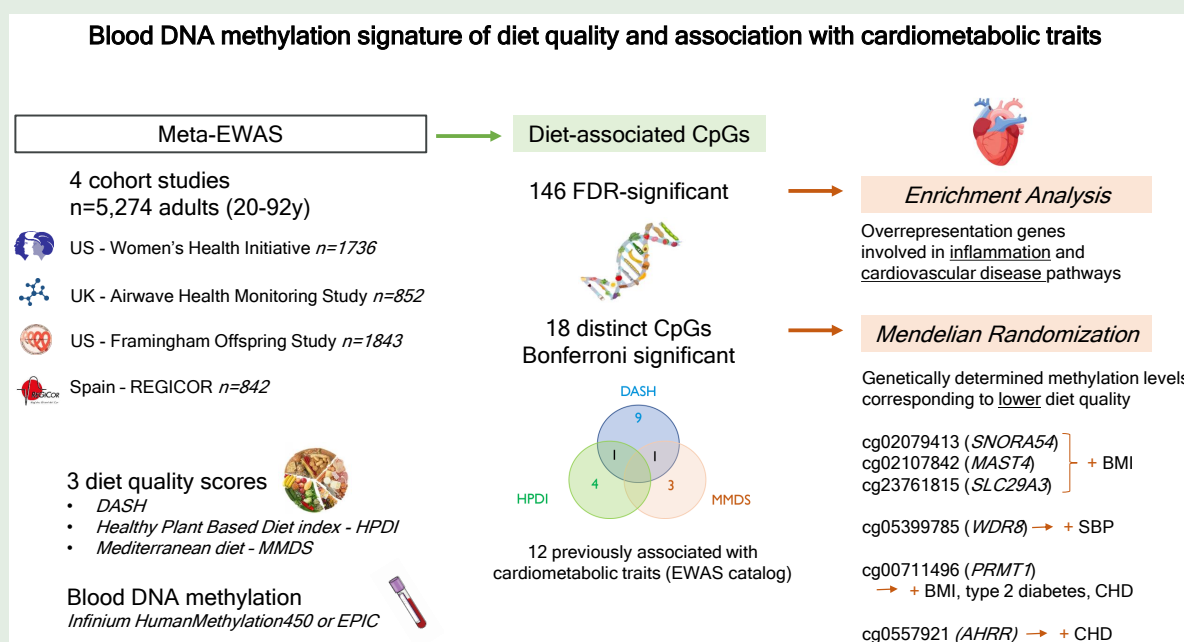 Blood DNA methylation signature of diet quality and association with cardiometabolic traits
Meta-EWAS
4 cohort studies
n=5,274 adults (20-92y)
US - Women's Health Initiative n=1736
UK - Airwave Health Monitoring Study n=852
US - Framingham Offspring Study n=1843
REGICOR
Spain - REGICOR n=842
3 diet quality scores
• DASH
• Healthy Plant Based Diet index - HPDI
• Mediterranean diet - MMDS
Blood DNA methylation
Infinium HumanMethylation450 or EPIC
Diet-associated CpGs
146 FDR-significant
18 distinct CpGs
Bonferroni significant
DASH
9
1
1
4
3
HPDI
MMDS
12 previously associated with
cardiometabolic traits (EWAS catalog)
Enrichment Analysis
Overrepresentation genes
involved in inflammation and
cardiovascular disease pathways
Mendelian Randomization
Genetically determined methylation levels
corresponding to lower diet quality
cg02079413 (SNORA54)
cg02107842 (MAST4)
cg23761815 (SLC29A3)
+ BMI
cg05399785 (WDR8) → + SBP
cg00711496 (PRMT1)
→ + BMI, type 2 diabetes, CHD
cg0557921 (AHRR) → + CHD